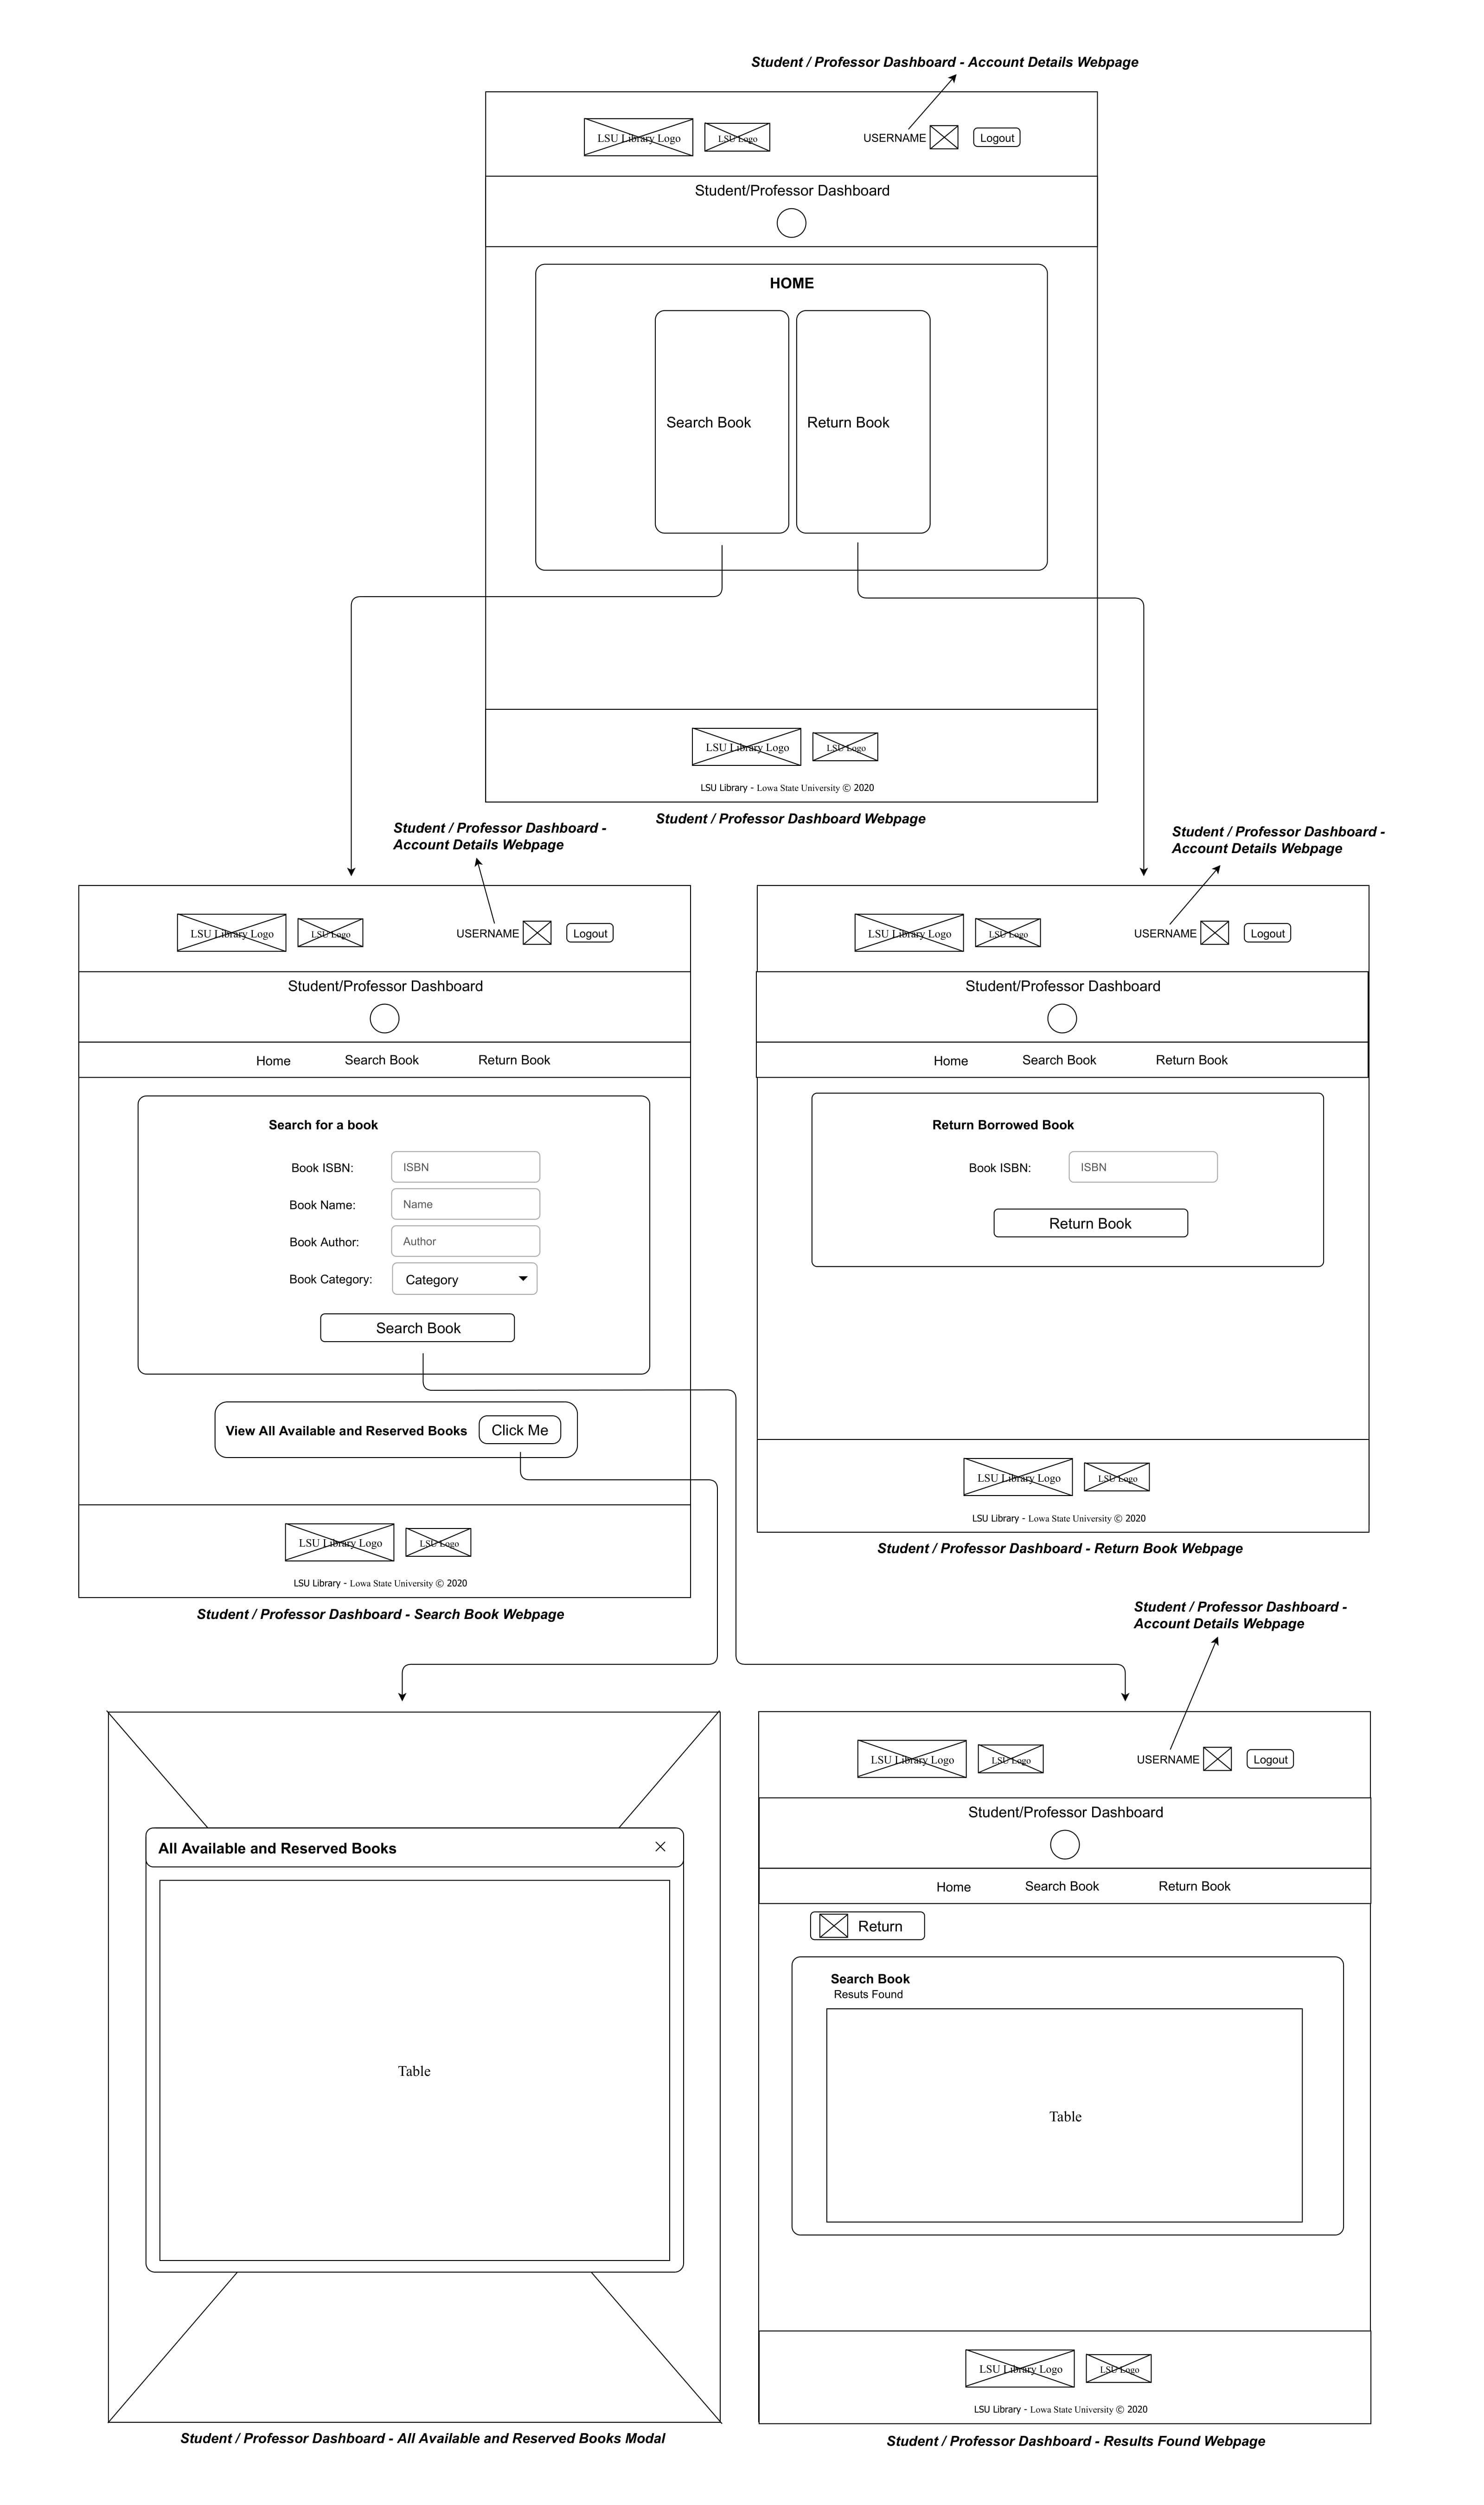 Student / Professor Dashboard - Account Details Webpage
LSU Library Logo
LSU Logo
USERNAME
Logout
Student/Professor Dashboard
HOME
Search Book
Return Book
LSU Library Logo
LSU Logo
LSU Library - Lowa State University © 2020
Student / Professor Dashboard Webpage
Student / Professor Dashboard -
Account Details Webpage
LSU Library Logo
LSU Logo
USERNAME
Logout
Student/Professor Dashboard
Home
Search Book
Return Book
Search for a book
Book ISBN:
ISBN
Book Name:
Name
Book Author:
Author
Book Category:
Category
Search Book
View All Available and Reserved Books
Click Me
LSU Library Logo
LSU Logo
LSU Library - Lowa State University © 2020
Student / Professor Dashboard - Search Book Webpage
Student / Professor Dashboard -
Account Details Webpage
LSU Library Logo
LSU Logo
USERNAME
Logout
Student/Professor Dashboard
Home
Search Book
Return Book
Return Borrowed Book
Book ISBN:
ISBN
Return Book
LSU Library Logo
LSU Logo
LSU Library - Lowa State University © 2020
Student / Professor Dashboard - Return Book Webpage
All Available and Reserved Books
Table
Student / Professor Dashboard - All Available and Reserved Books Modal
Student / Professor Dashboard -
Account Details Webpage
LSU Library Logo
LSU Logo
USERNAME
Logout
Student/Professor Dashboard
Home
Search Book
Return Book
Return
Search Book
Resuts Found
Table
LSU Library Logo
LSU Logo
LSU Library - Lowa State University © 2020
Student / Professor Dashboard - Results Found Webpage